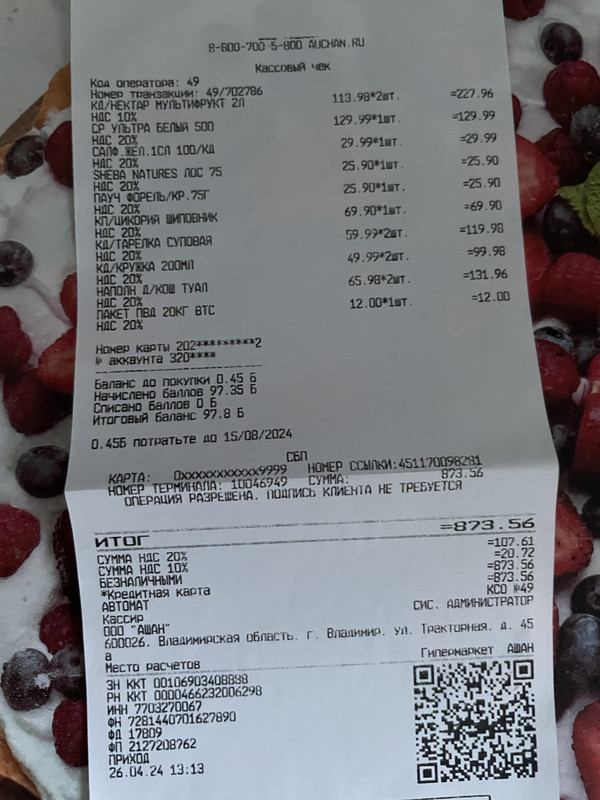 8-800-700-5-800 AUCHAN.RU
Кассовый чек
Код оператора: 49
Номер транзакции: 49/702786
КД/НЕКТАР МУЛЬТИФРУКТ 2Л 113.98*2шт. =227.96
НДС 10%
СР УЛЬТРА БЕЛЫЙ 500 129.99*1шт. =129.99
НДС 20%
САЛФ.ЖЕЛ.1СЛ 100/КД 29.99*1шт. =29.99
НДС 20%
SHEBA NATURES ЛОС 75 25.90*1шт. =25.90
НДС 20%
ПАУЧ ФОРЕЛЬ/КР.75Г 25.90*1шт. =25.90
НДС 20%
КП/ЦИКОРИЙ ШИПОВНИК 69.90*1шт. =69.90
НДС 20%
КД/ТАРЕЛКА СУПОВАЯ 59.99*2шт. =119.98
НДС 20%
КД/КРУЖКА 200МЛ 49.99*2шт. =99.98
НДС 20%
НАПОЛН Д/КОШ ТУАЛ 65.98*2шт. =131.96
НДС 20%
ПАКЕТ ПВД 20КГ ВТС 12.00*1шт. =12.00
НДС 20%
Номер карты 202*********2
№ аккаунта 320****
Баланс до покупки 0.45 Б
Начислено баллов 97.35 Б
Списано баллов 0 Б
Итоговый баланс 97.8 Б
0.45Б потратьте до 15/08/2024
СБП
КАРТА: 0xxxxxxxxxxx9999 НОМЕР ССЫЛКИ:451170098281
НОМЕР ТЕРМИНАЛА: 10046949 СУММА: 873.56
ОПЕРАЦИЯ РАЗРЕШЕНА. ПОДПИСЬ КЛИЕНТА НЕ ТРЕБУЕТСЯ
ИТОГ =873.56
СУММА НДС 20% =107.61
СУММА НДС 10% =20.72
БЕЗНАЛИЧНЫМИ =873.56
*Кредитная карта =873.56
АВТОМАТ КСО №49
Кассир СИС. АДМИНИСТРАТОР
ООО "АШАН"
600026. Владимирская область. г. Владимир. ул. Тракторная. д. 45
а
Место расчетов Гипермаркет АШАН
ЗН ККТ 00106903408898
РН ККТ 0000466232006298
ИНН 7703270067
ФН 7281440701627890
ФД 17809
ФП 2127208762
ПРИХОД
26.04.24 13:13